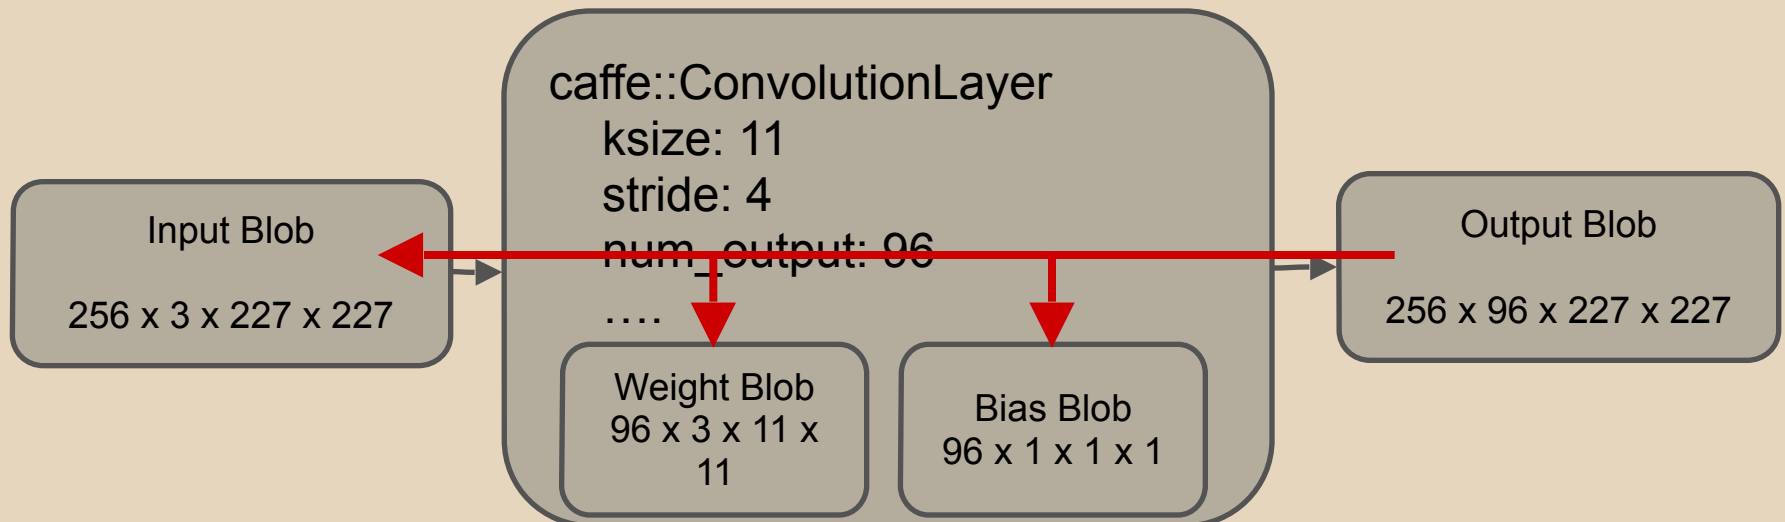 caffe::ConvolutionLayer
ksize: 11
stride: 4
num_output: 96
….
Input Blob
256 x 3 x 227 x 227
Weight Blob
96 x 3 x 11 x
11
Bias Blob
96 x 1 x 1 x 1
Output Blob
256 x 96 x 227 x 227